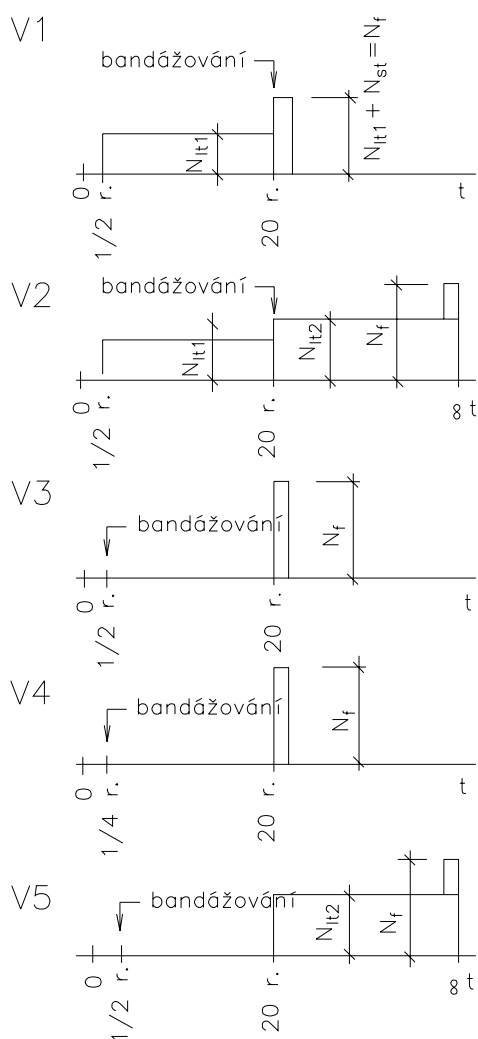 V1
bandážování
N_lt1
N_lt1 + N_st = N_f
0
1/2 r.
20 r.
t
V2
bandážování
N_lt1
N_lt2
N_f
0
1/2 r.
20 r.
8 t
V3
bandážování
N_f
0
1/2 r.
20 r.
t
V4
bandážování
N_f
0
1/4 r.
20 r.
t
V5
bandážování
N_lt2
N_f
0
1/2 r.
20 r.
8 t